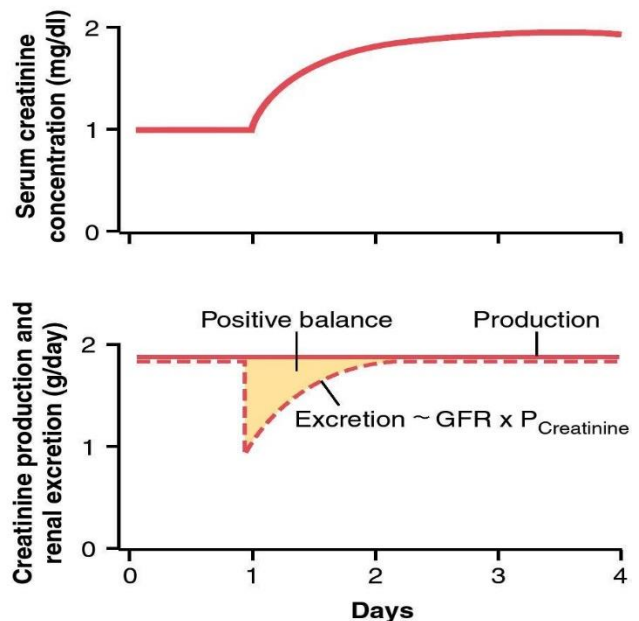 Serum creatinine
concentration (mg/dl)
2
1
0
Creatinine production and
renal excretion (g/day)
2
1
0
Positive balance
Production
Excretion ~ GFR x PCreatinine
0 1 2 3 4
Days